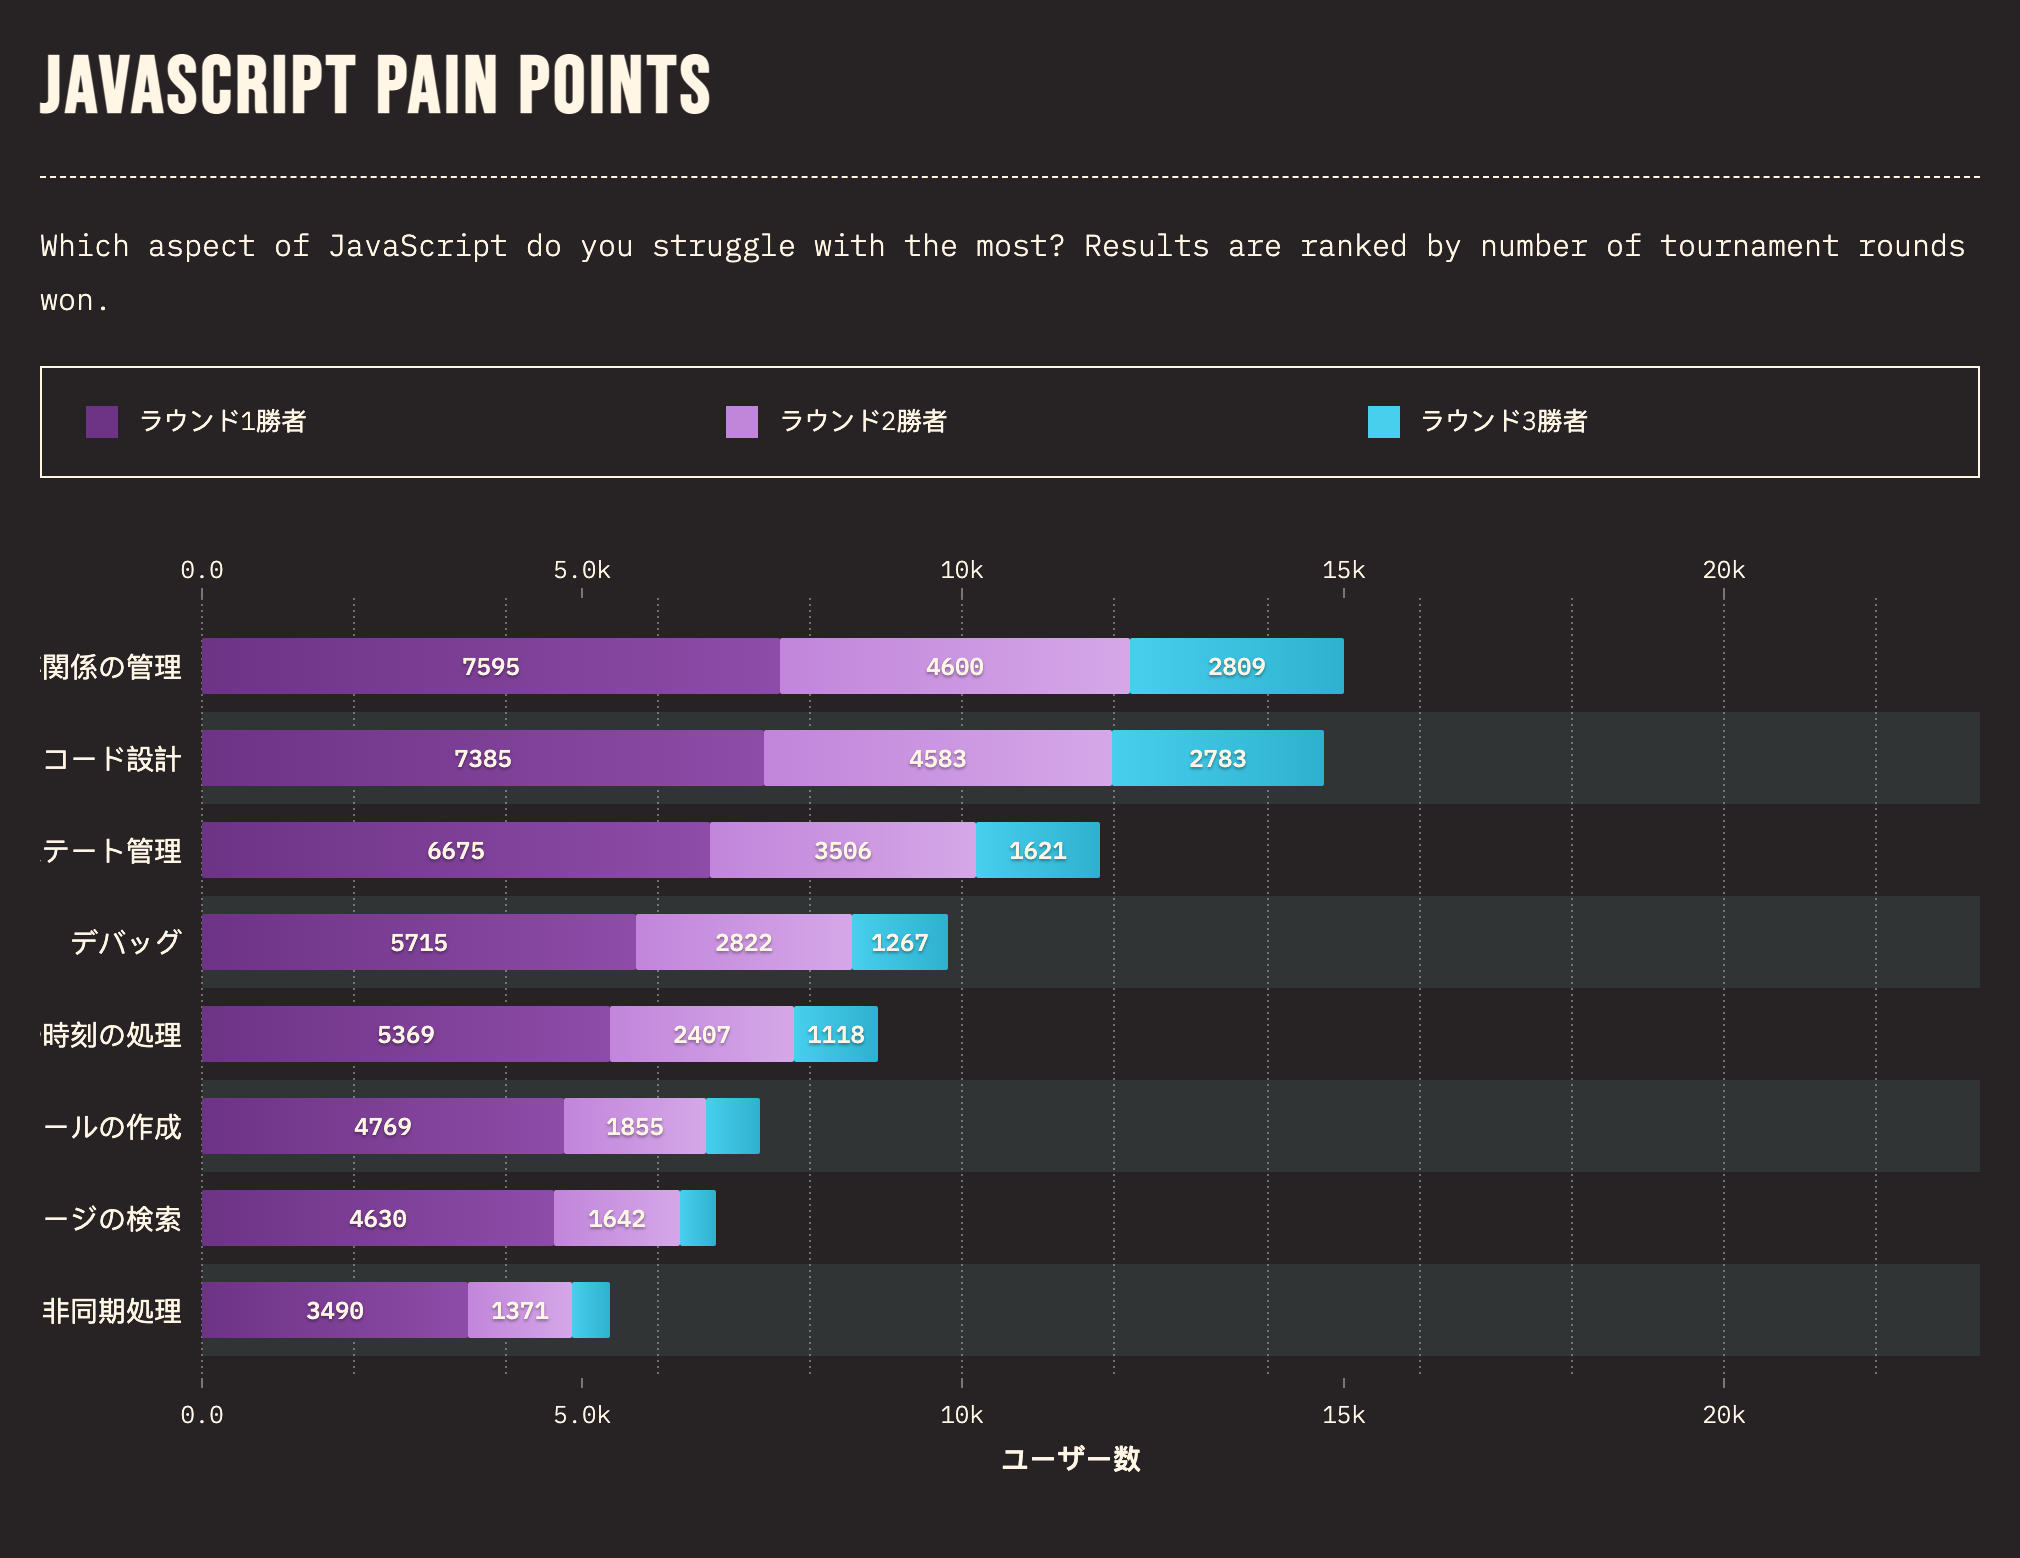 JAVASCRIPT PAIN POINTS
Which aspect of JavaScript do you struggle with the most? Results are ranked by number of tournament rounds
won.
ラウンド1勝者 ラウンド2勝者 ラウンド3勝者
0.0 5.0k 10k 15k 20k
関係の管理 7595 4600 2809
コード設計 7385 4583 2783
テート管理 6675 3506 1621
デバッグ 5715 2822 1267
時刻の処理 5369 2407 1118
ールの作成 4769 1855
ージの検索 4630 1642
非同期処理 3490 1371
0.0 5.0k 10k 15k 20k
ユーザー数